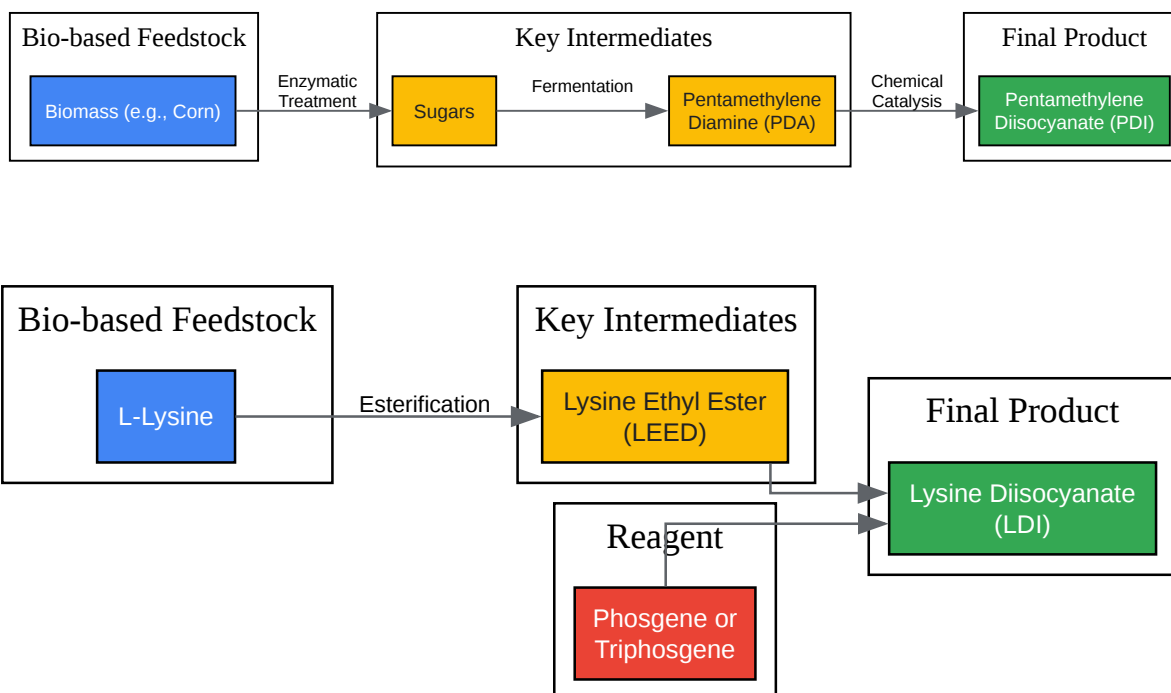 Bio-based Feedstock
Key Intermediates
Final Product
Biomass (e.g., Corn)
Enzymatic
Treatment
Sugars
Fermentation
Pentamethylene
Diamine (PDA)
Chemical
Catalysis
Pentamethylene
Diisocyanate (PDI)
Bio-based Feedstock
Key Intermediates
L-Lysine
Esterification
Lysine Ethyl Ester
(LEED)
Final Product
Lysine Diisocyanate
(LDI)
Reagent
Phosgene or
Triphosgene